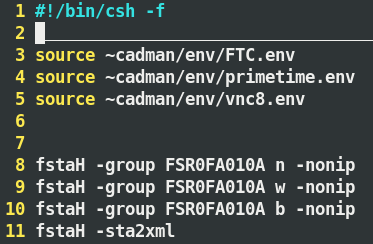 1 #!/bin/csh -f
2
3 source ~cadman/env/FTC.env
4 source ~cadman/env/primetime.env
5 source ~cadman/env/vnc8.env
6
7
8 fstaH -group FSR0FA010A n -nonip
9 fstaH -group FSR0FA010A w -nonip
10 fstaH -group FSR0FA010A b -nonip
11 fstaH -sta2xml